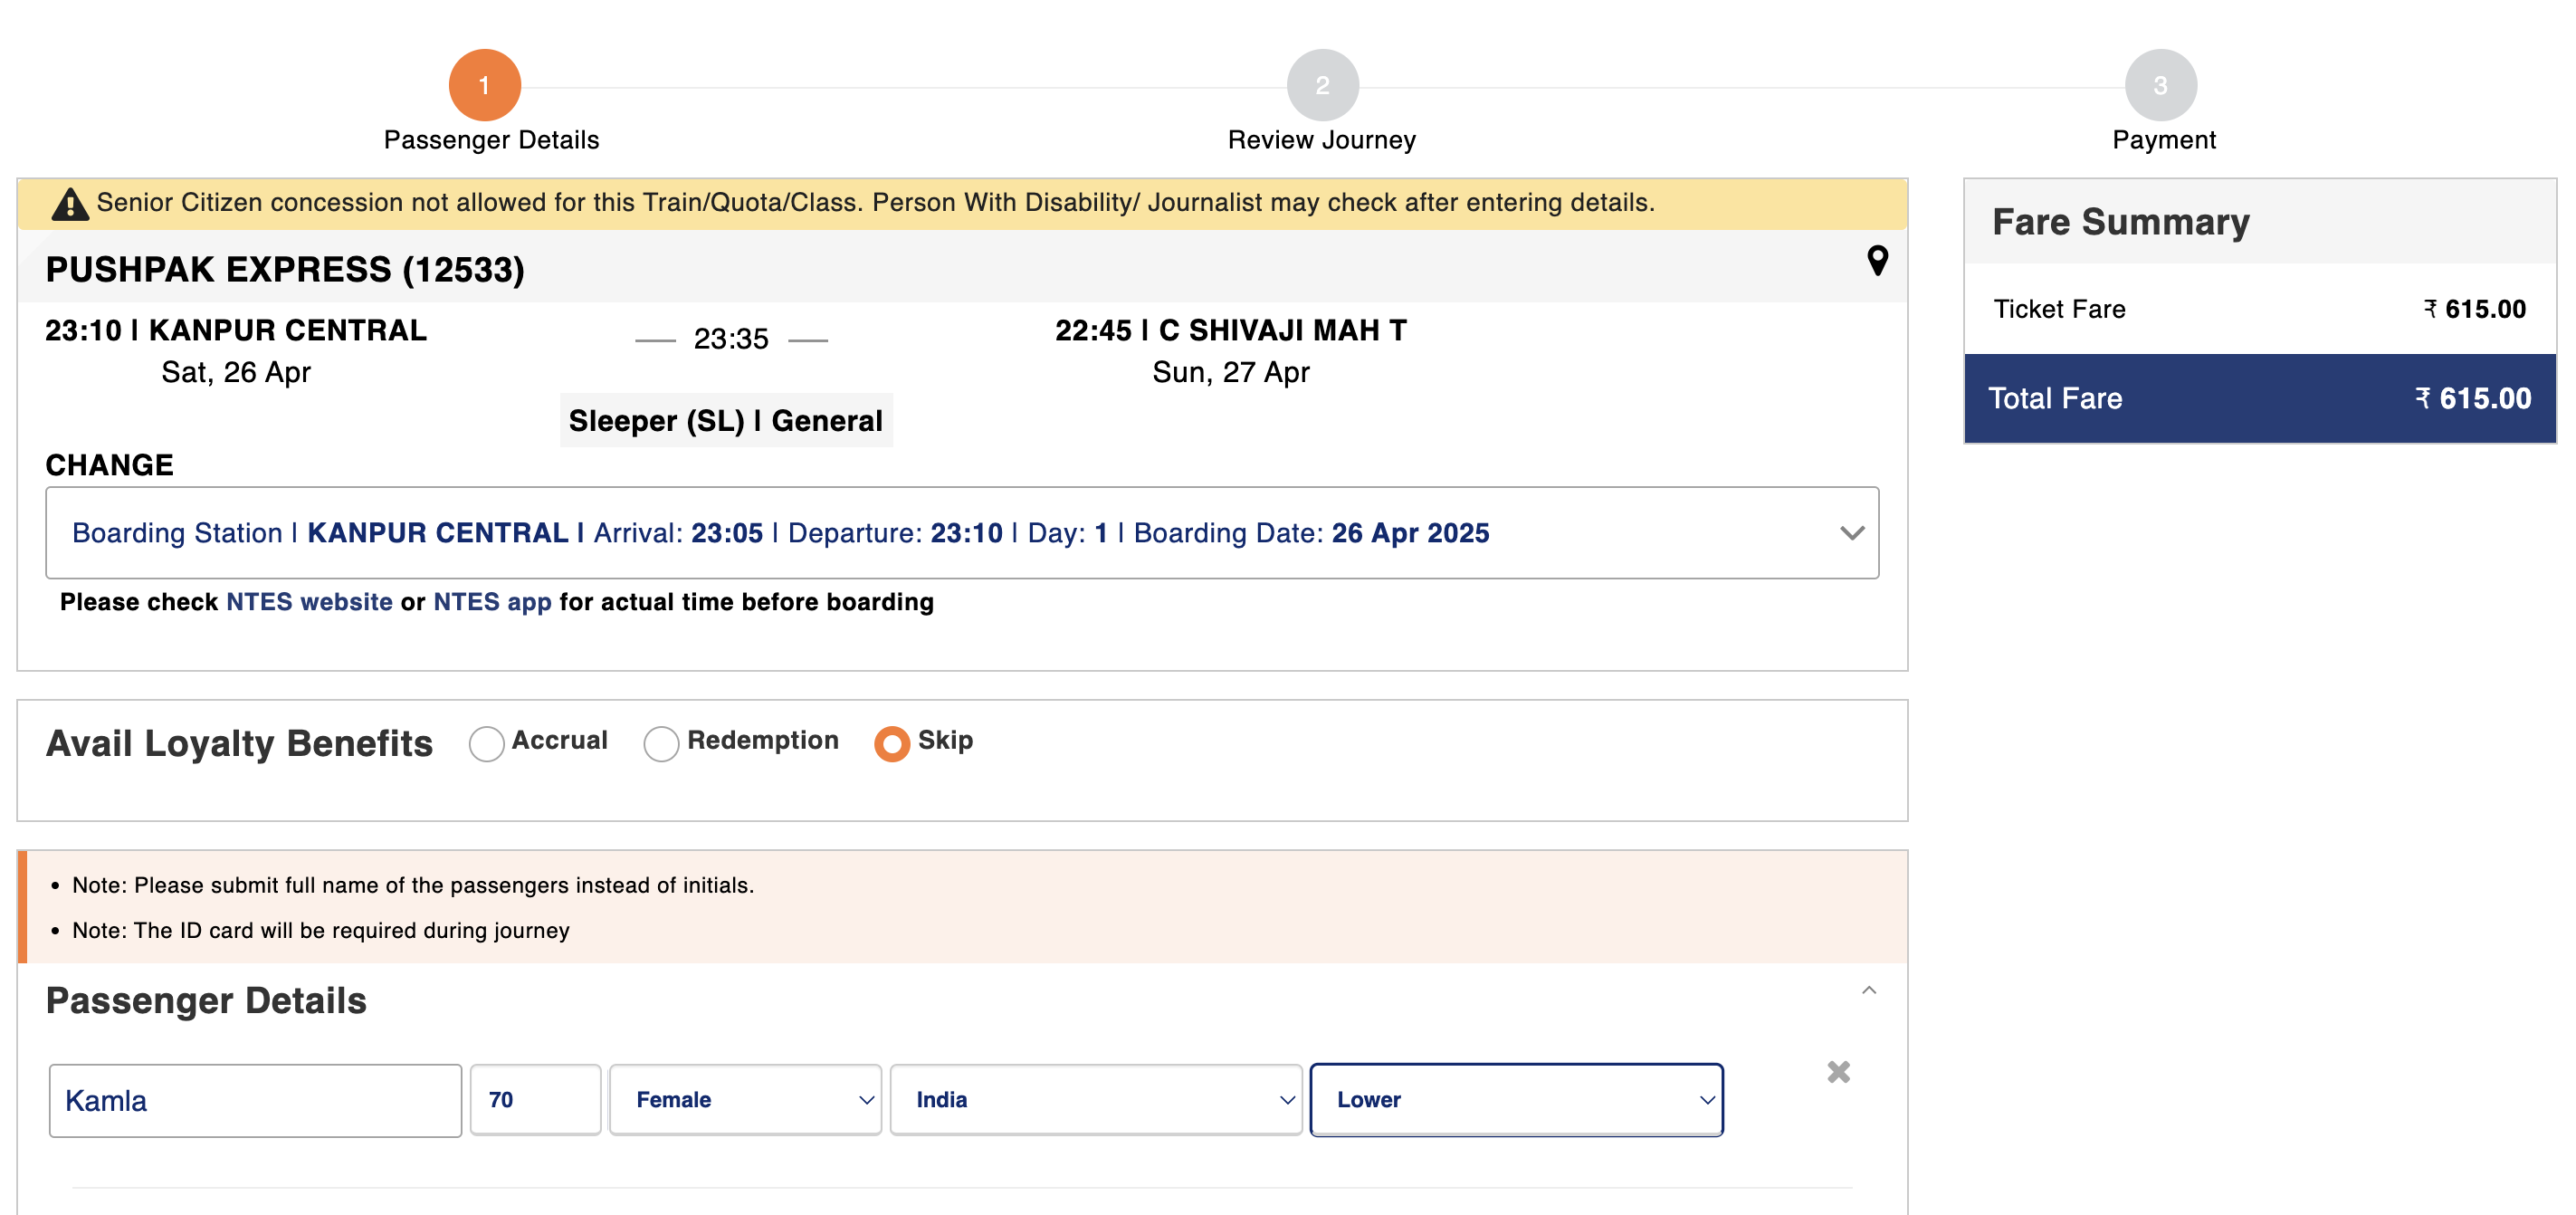 1
2
3
Passenger Details
Review Journey
Payment
Senior Citizen concession not allowed for this Train/Quota/Class. Person With Disability/ Journalist may check after entering details.
PUSHPAK EXPRESS (12533)
23:10 | KANPUR CENTRAL
Sat, 26 Apr
— 23:35 —
22:45 | C SHIVAJI MAH T
Sun, 27 Apr
Sleeper (SL) | General
CHANGE
Boarding Station | KANPUR CENTRAL | Arrival: 23:05 | Departure: 23:10 | Day: 1 | Boarding Date: 26 Apr 2025
Please check NTES website or NTES app for actual time before boarding
Fare Summary
Ticket Fare ₹ 615.00
Total Fare ₹ 615.00
Avail Loyalty Benefits Accrual Redemption Skip
• Note: Please submit full name of the passengers instead of initials.
• Note: The ID card will be required during journey
Passenger Details
Kamla 70 Female India Lower